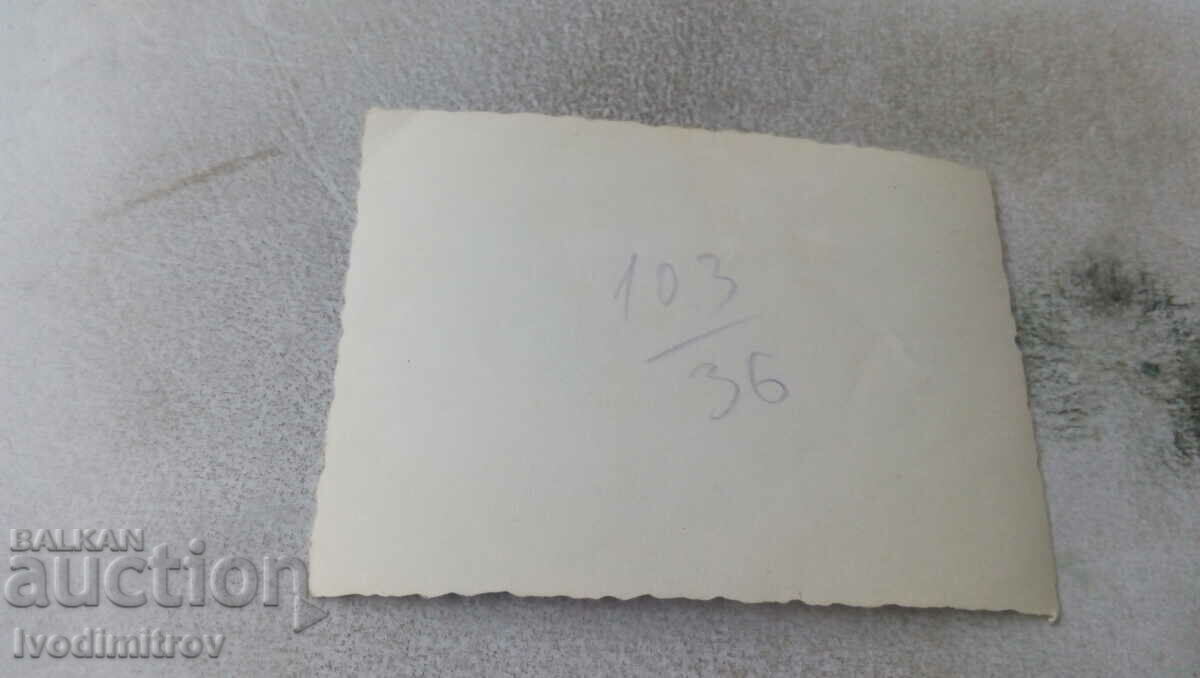 103
36
BALKAN
auction
Ivodimitrov